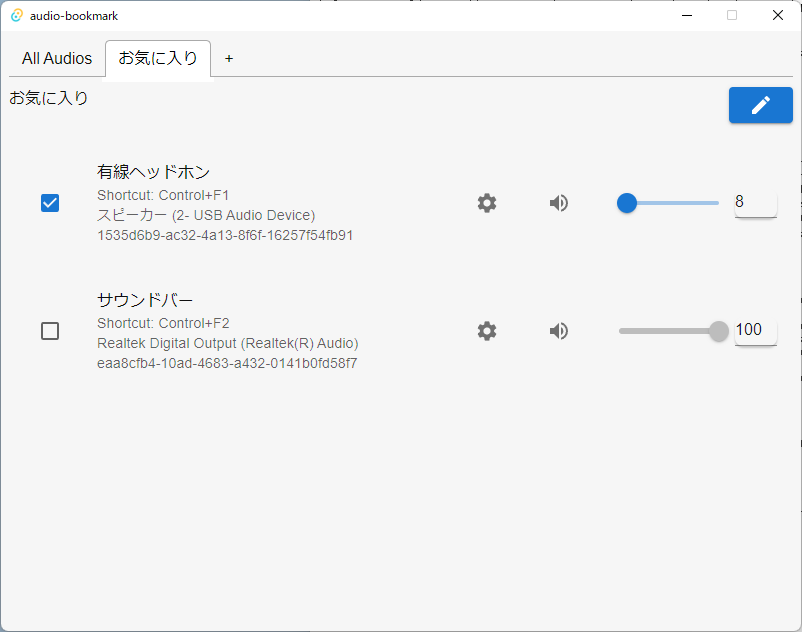 audio-bookmark
All Audios お気に入り +
お気に入り
有線ヘッドホン
Shortcut: Control+F1
スピーカー (2- USB Audio Device)
1535d6b9-ac32-4a13-8f6f-16257f54fb91
8
サウンドバー
Shortcut: Control+F2
Realtek Digital Output (Realtek(R) Audio)
eaa8cfb4-10ad-4683-a432-0141b0fd58f7
100